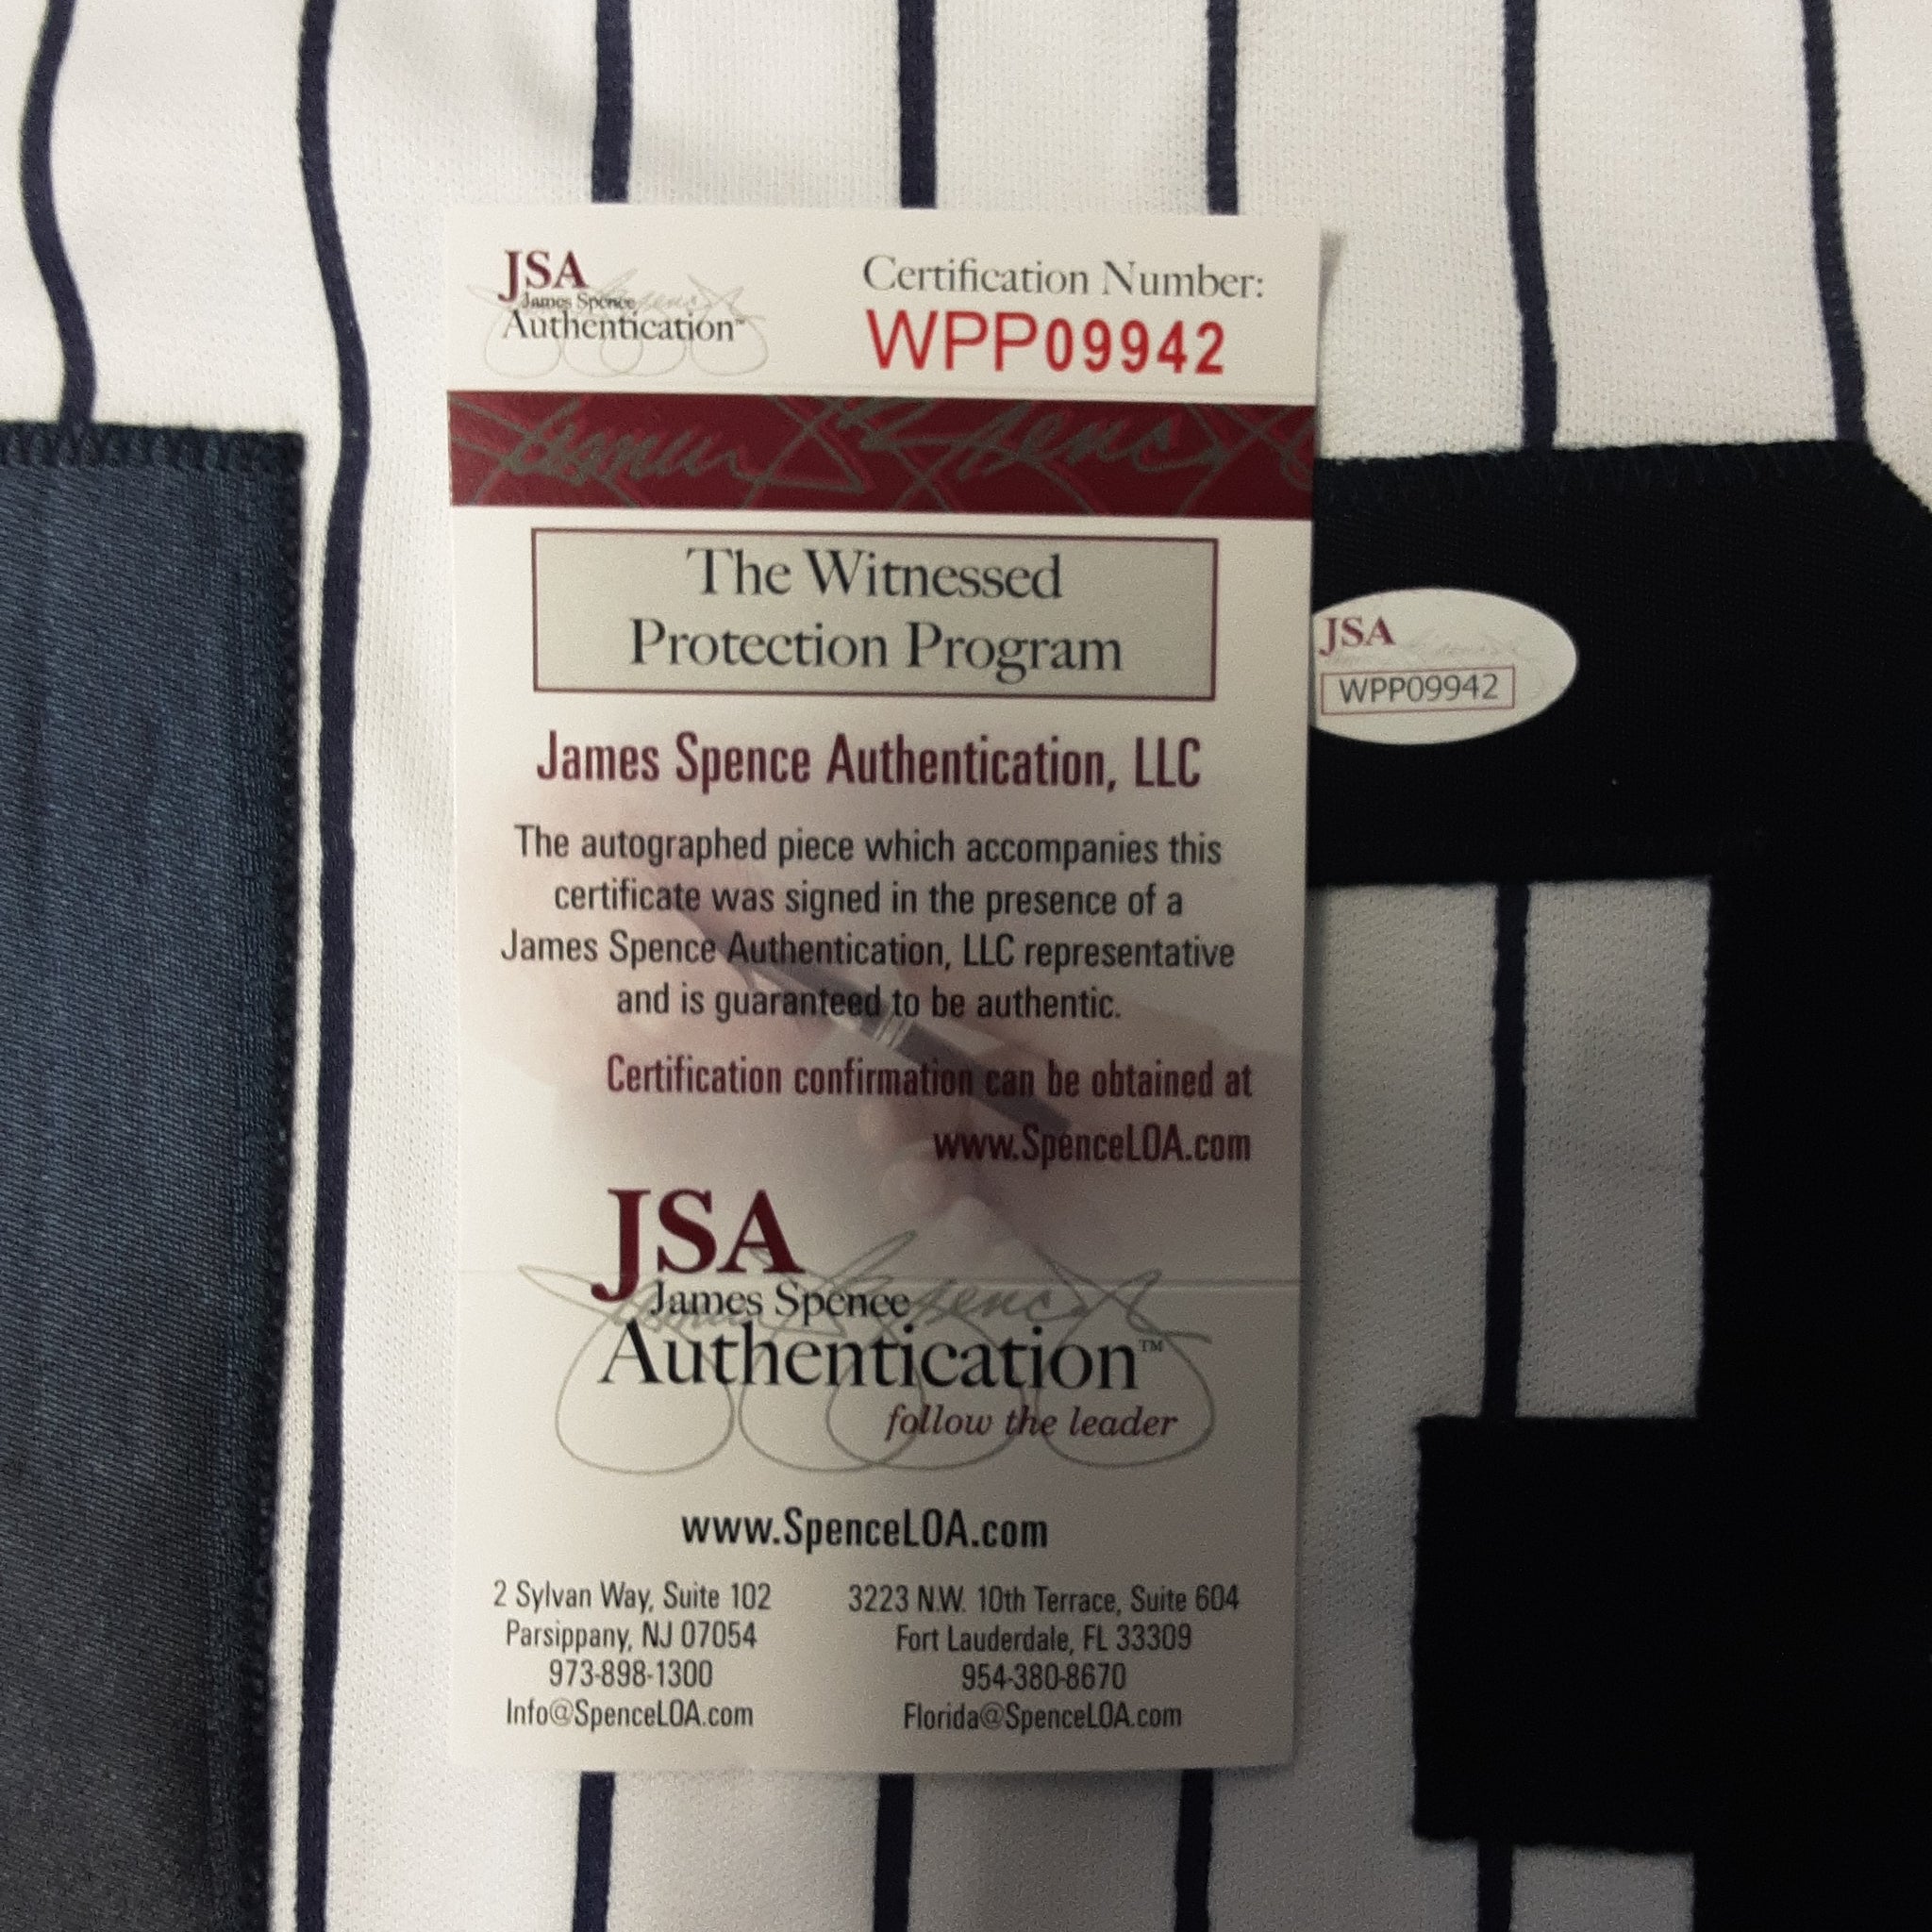 JSA
James Spence
Authentication™
Certification Number:
WPP09942
The Witnessed
Protection Program
James Spence Authentication, LLC
The autographed piece which accompanies this
certificate was signed in the presence of a
James Spence Authentication, LLC representative
and is guaranteed to be authentic.
Certification confirmation can be obtained at
www.SpenceLOA.com
JSA
James Spence
Authentication™
follow the leader
www.SpenceLOA.com
2 Sylvan Way, Suite 102
Parsippany, NJ 07054
973-898-1300
Info@SpenceLOA.com
3223 N.W. 10th Terrace, Suite 604
Fort Lauderdale, FL 33309
954-380-8670
Florida@SpenceLOA.com
JSA
WPP09942